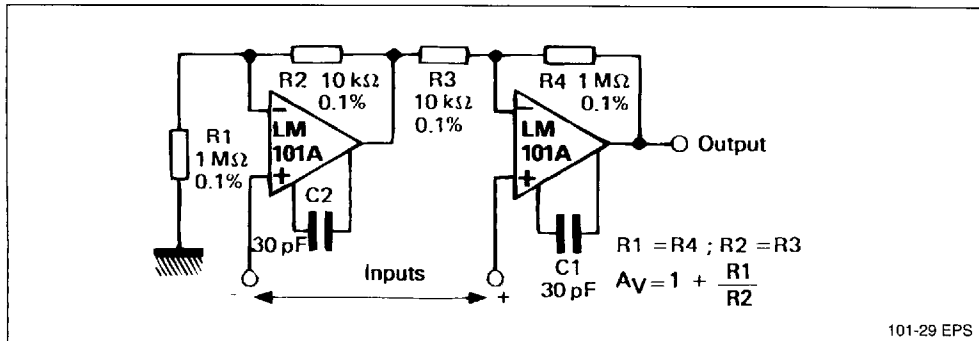 R2 10 kΩ
0.1%
R3
10 kΩ
0.1%
R4 1 MΩ
0.1%
R1
1 MΩ
0.1%
−
LM
101A
+
C2
30 pF
−
LM
101A
+
C1
30 pF
Output
- Inputs +
R1 = R4 ; R2 = R3
AV = 1 + R1
R2
101-29 EPS